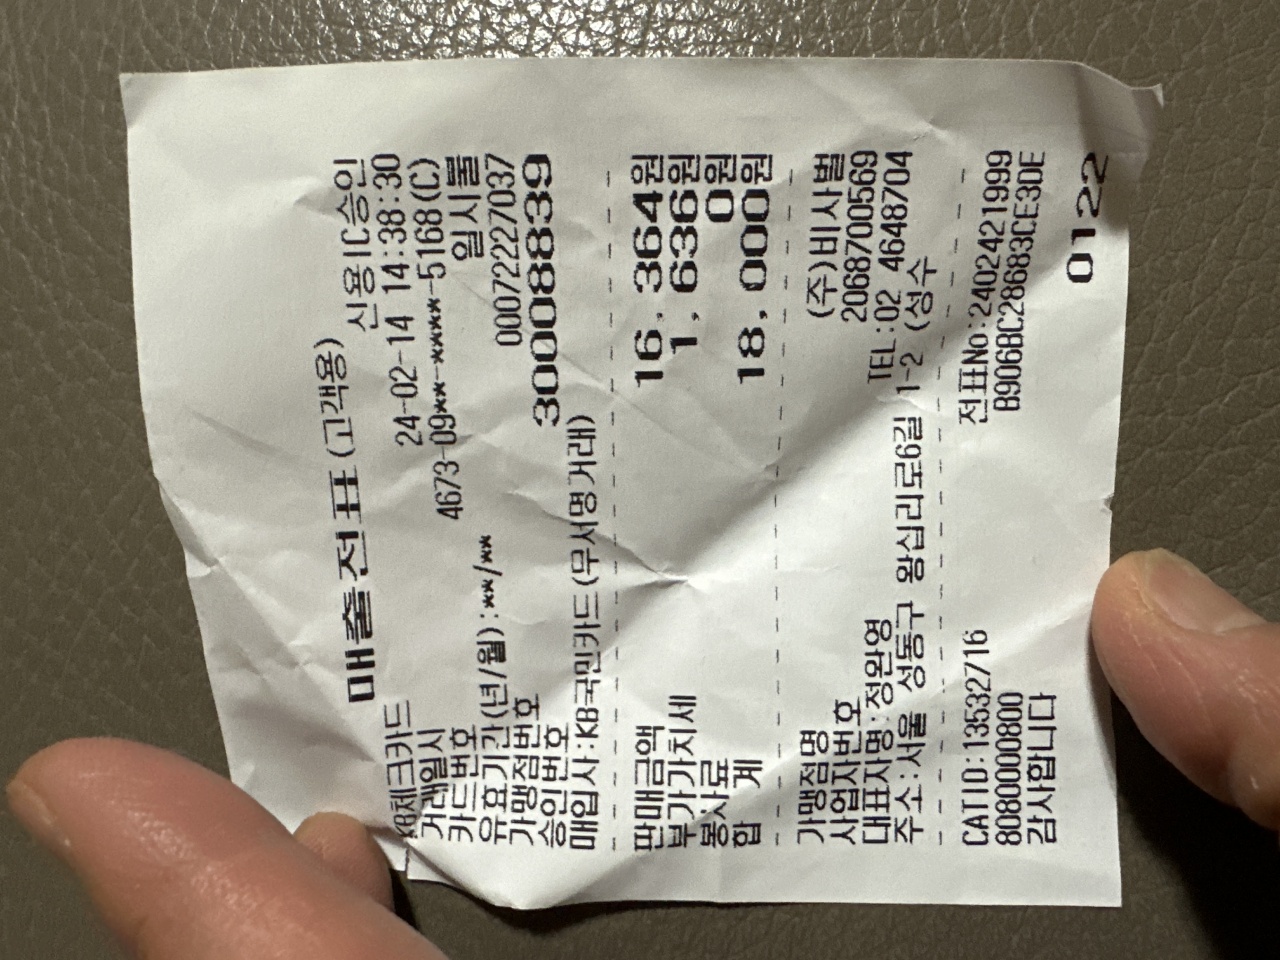 매출전표(고객용)
KB체크카드 신용IC승인
거래일시 24-02-14 14:38:30
카드번호 4673-09**-****-5168(C)
유효기간(년/월):**/** 일시불
가맹점번호 00072227037
승인번호 30008839
매입사:KB국민카드(무서명거래)
판매금액 16,364원
부가가치세 1,636원
봉사료 0원
합 계 18,000원
가맹점명 (주)비사벌
사업자번호 2068700569
대표자명:정완영 TEL:02 4648704
주소:서울 성동구 왕십리로6길 1-2 (성수
CATID:13532716 전표No:240242421999
8080000800 B906BC28683CE3DE
감사합니다
0122